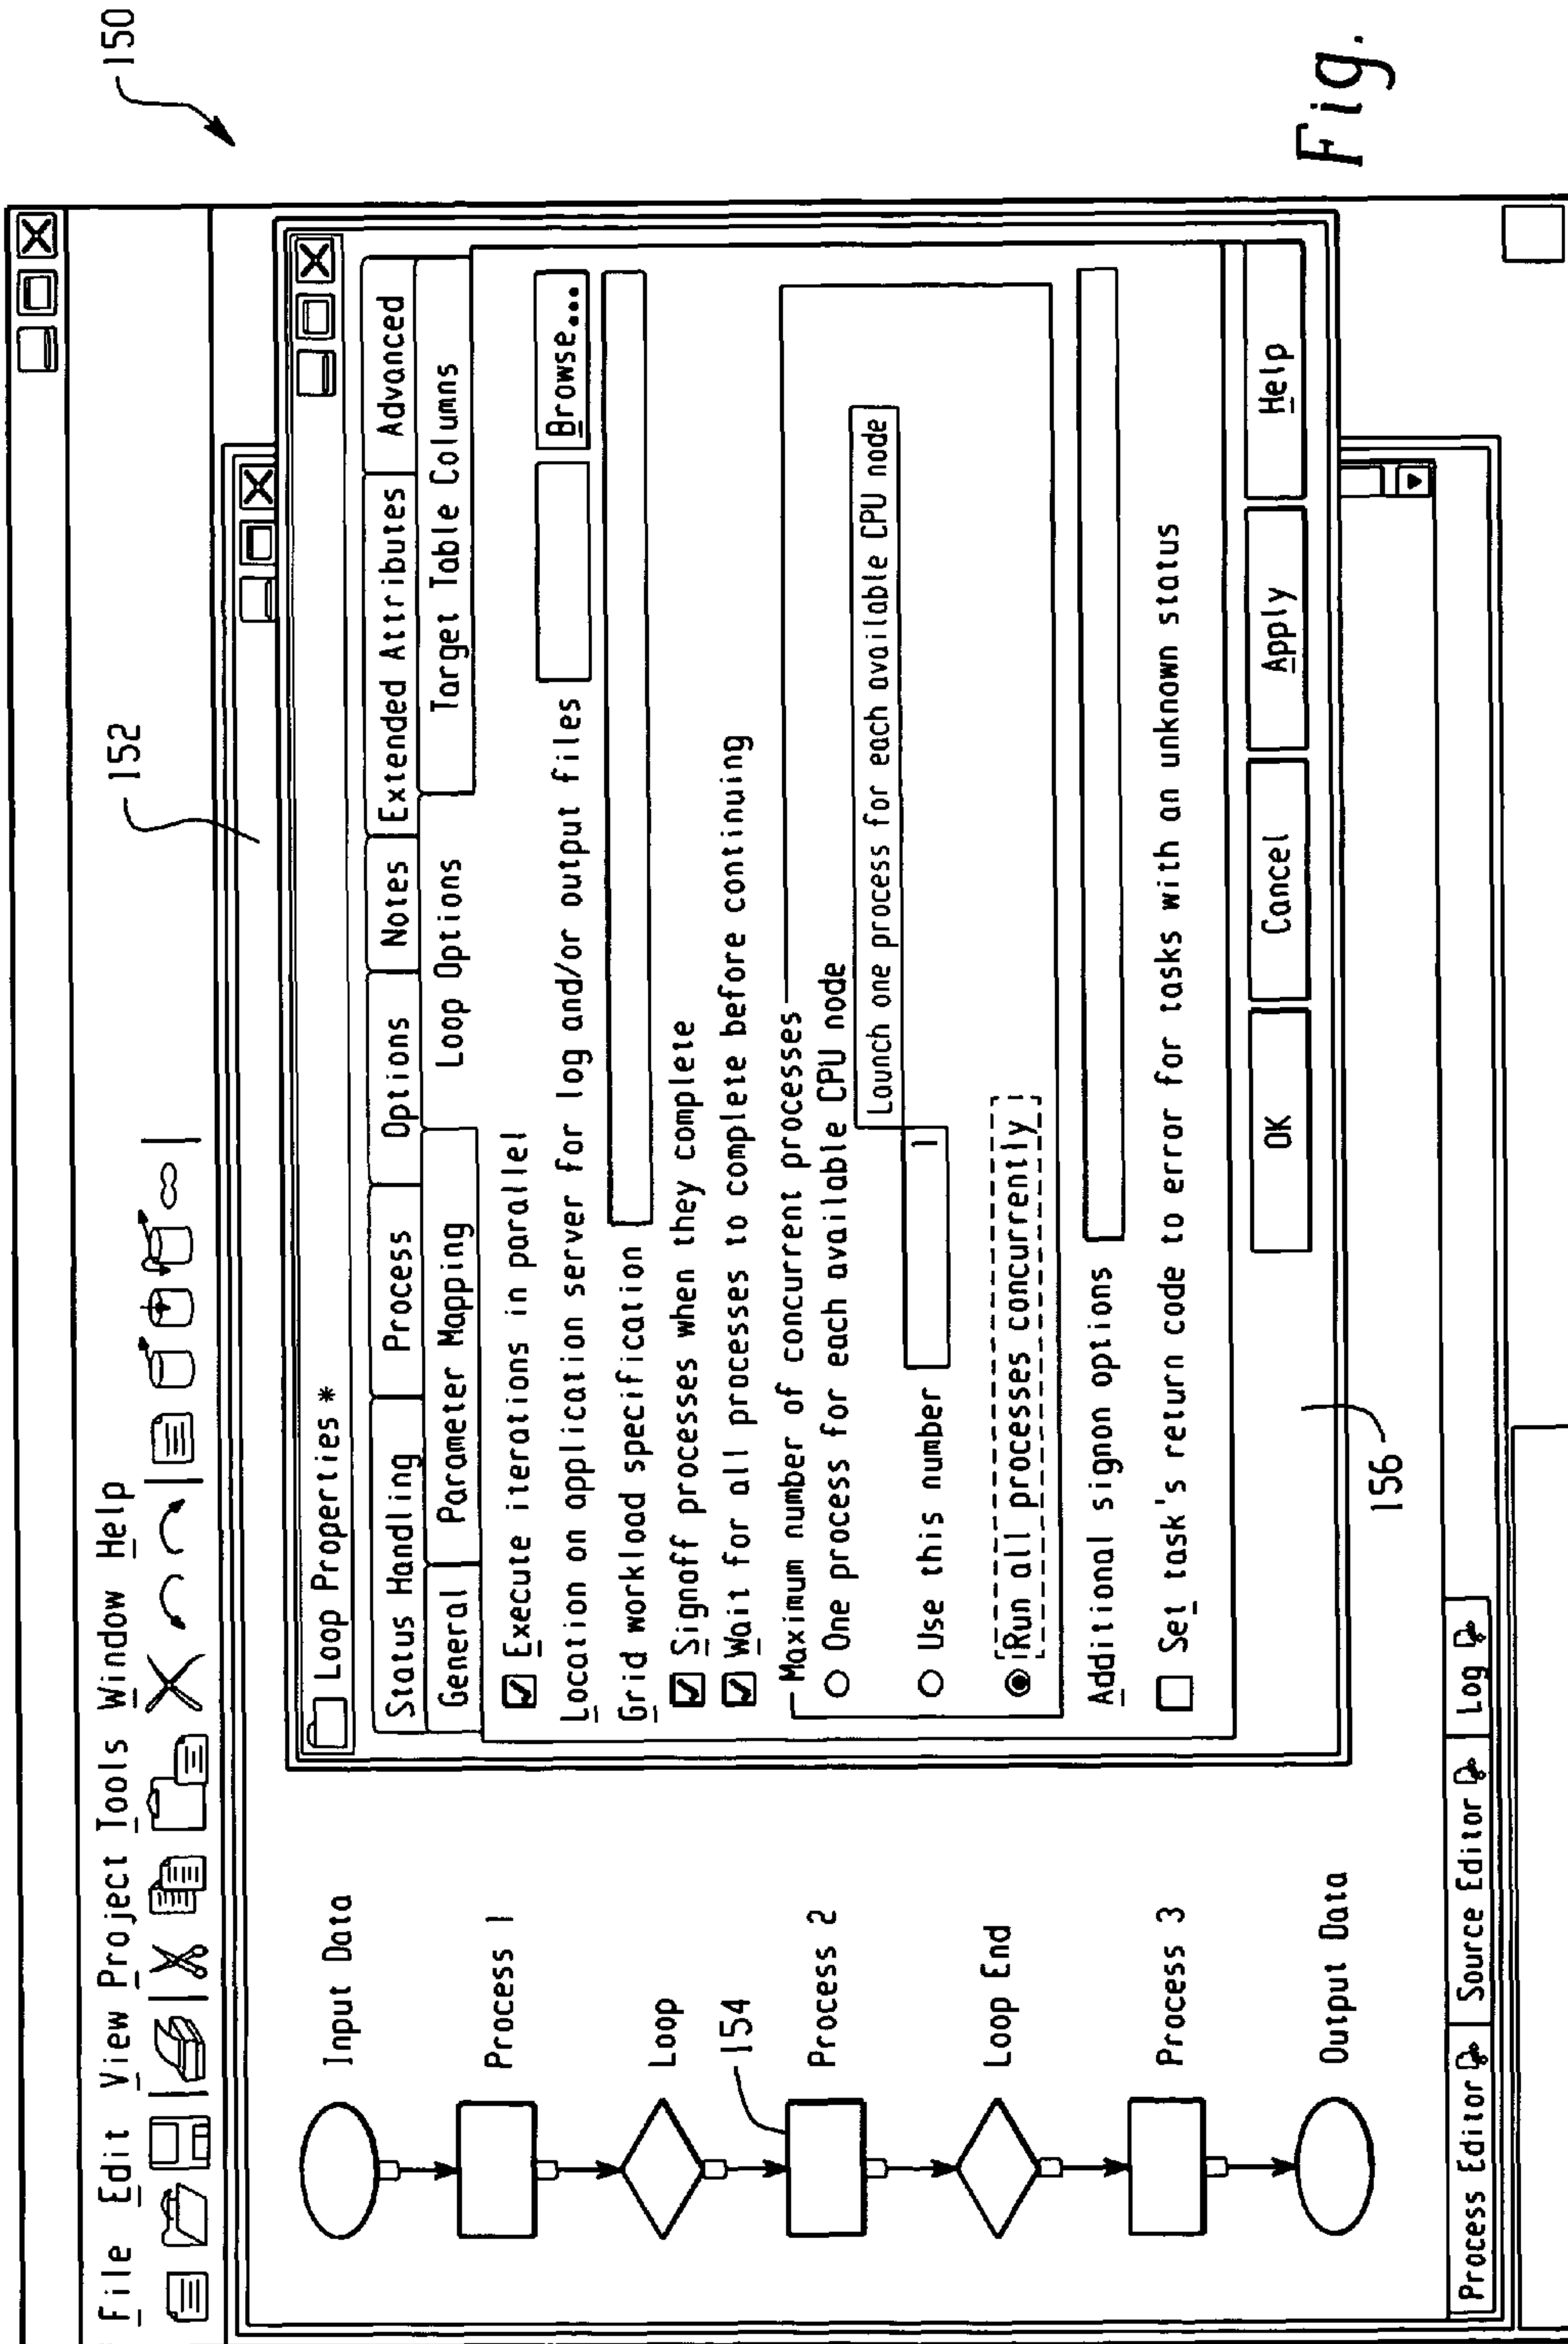 150
File Edit View Project Tools Window Help
152
Loop Properties *
Status Handling Process Options Notes Extended Attributes Advanced
General Parameter Mapping Loop Options Target Table Columns
Execute iterations in parallel
Location on application server for log and/or output files Browse...
Grid workload specification
Signoff processes when they complete
Wait for all processes to complete before continuing
Maximum number of concurrent processes
One process for each available CPU node
Launch one process for each available CPU node
Use this number 1
Run all processes concurrently
Additional signon options
Set task's return code to error for tasks with an unknown status
OK Cancel Apply Help
156
Input Data
Process 1
Loop
154
Process 2
Loop End
Process 3
Output Data
Process Editor Source Editor Log
Fig.